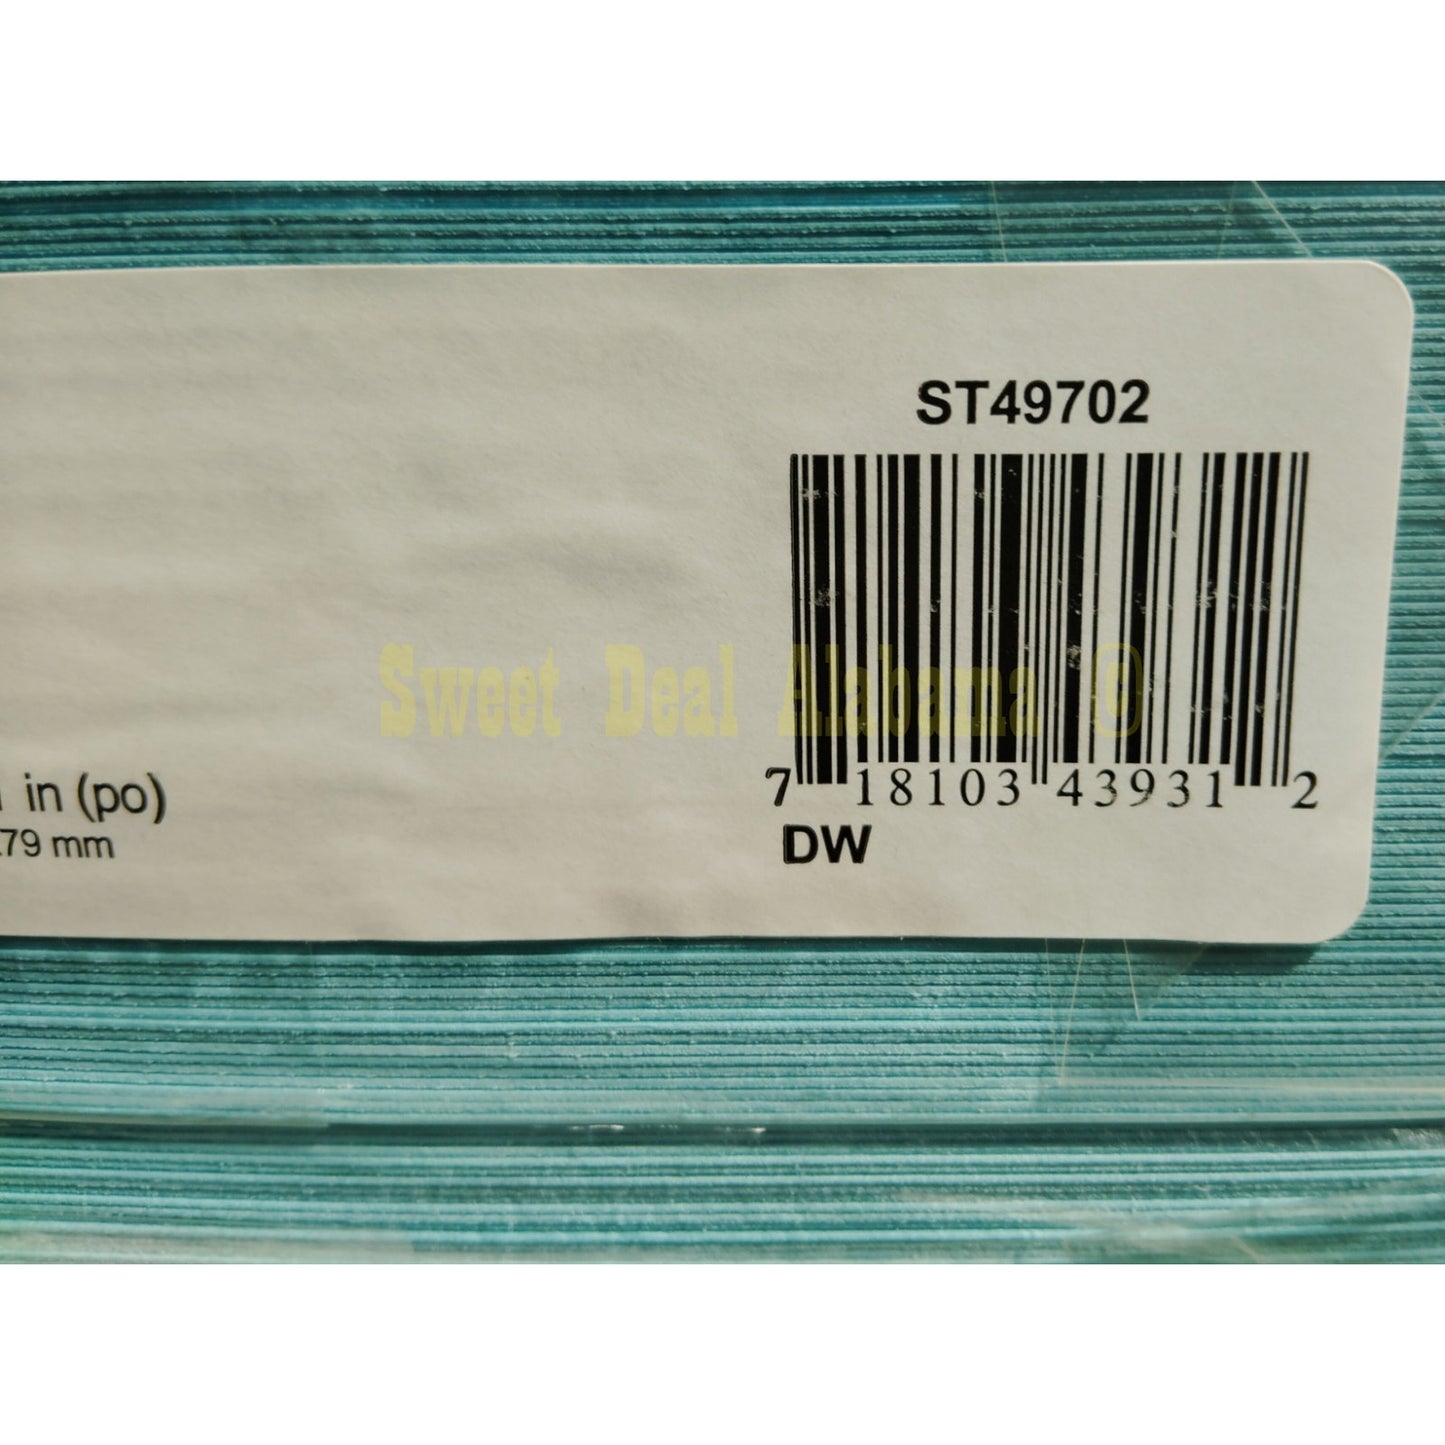 ST49702
Sweet Deal Alabama ©
in (po)
79 mm
7 18103 43931 2
DW